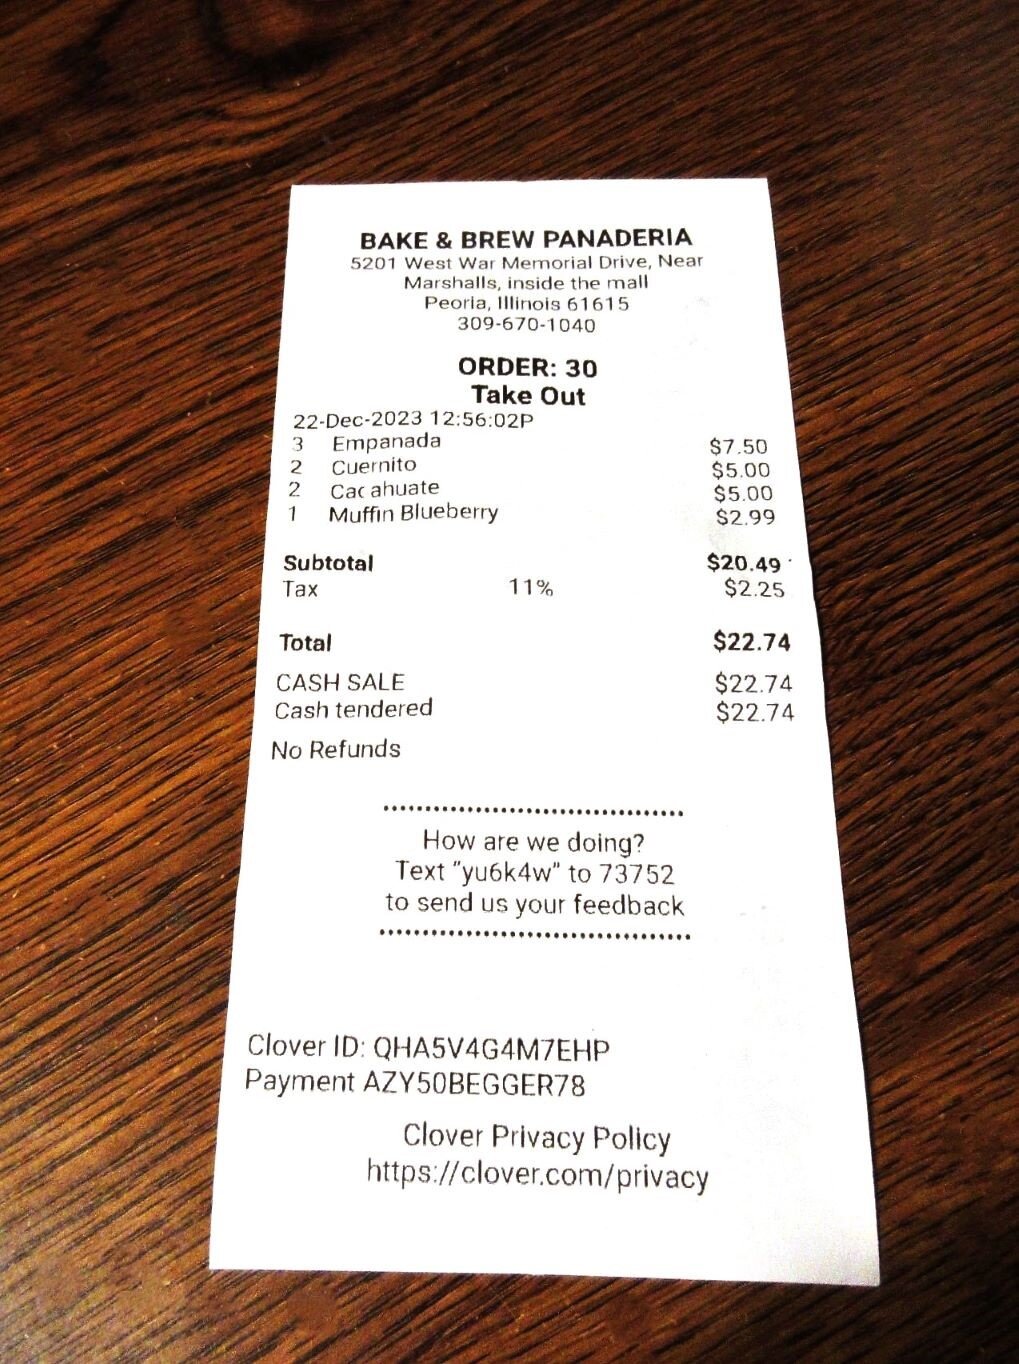 BAKE & BREW PANADERIA
5201 West War Memorial Drive, Near
Marshalls, inside the mall
Peoria, Illinois 61615
309-670-1040
ORDER: 30
Take Out
22-Dec-2023 12:56:02P
3 Empanada $7.50
2 Cuernito $5.00
2 Cacahuate $5.00
1 Muffin Blueberry $2.99
Subtotal $20.49
Tax 11% $2.25
Total $22.74
CASH SALE $22.74
Cash tendered $22.74
No Refunds
How are we doing?
Text "yu6k4w" to 73752
to send us your feedback
Clover ID: QHA5V4G4M7EHP
Payment AZY50BEGGER78
Clover Privacy Policy
https://clover.com/privacy